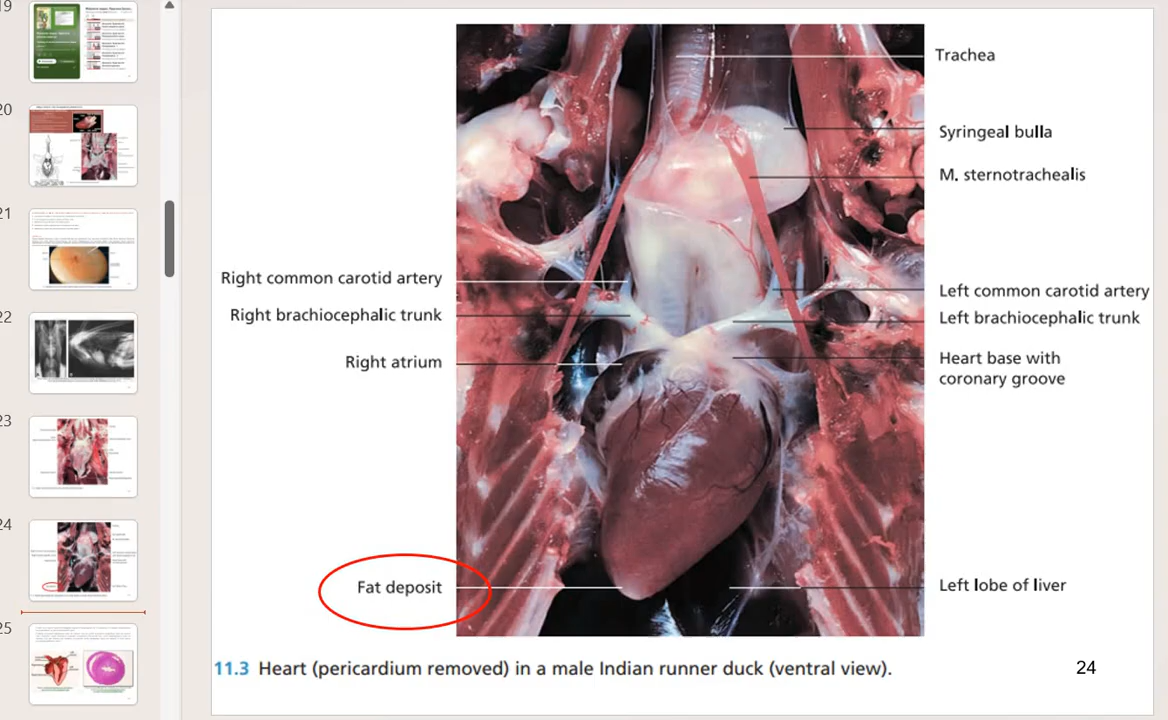 19
20
21
22
23
24
25
Trachea
Syringeal bulla
M. sternotrachealis
Right common carotid artery
Left common carotid artery
Right brachiocephalic trunk
Left brachiocephalic trunk
Right atrium
Heart base with
coronary groove
Fat deposit
Left lobe of liver
11.3 Heart (pericardium removed) in a male Indian runner duck (ventral view).
24